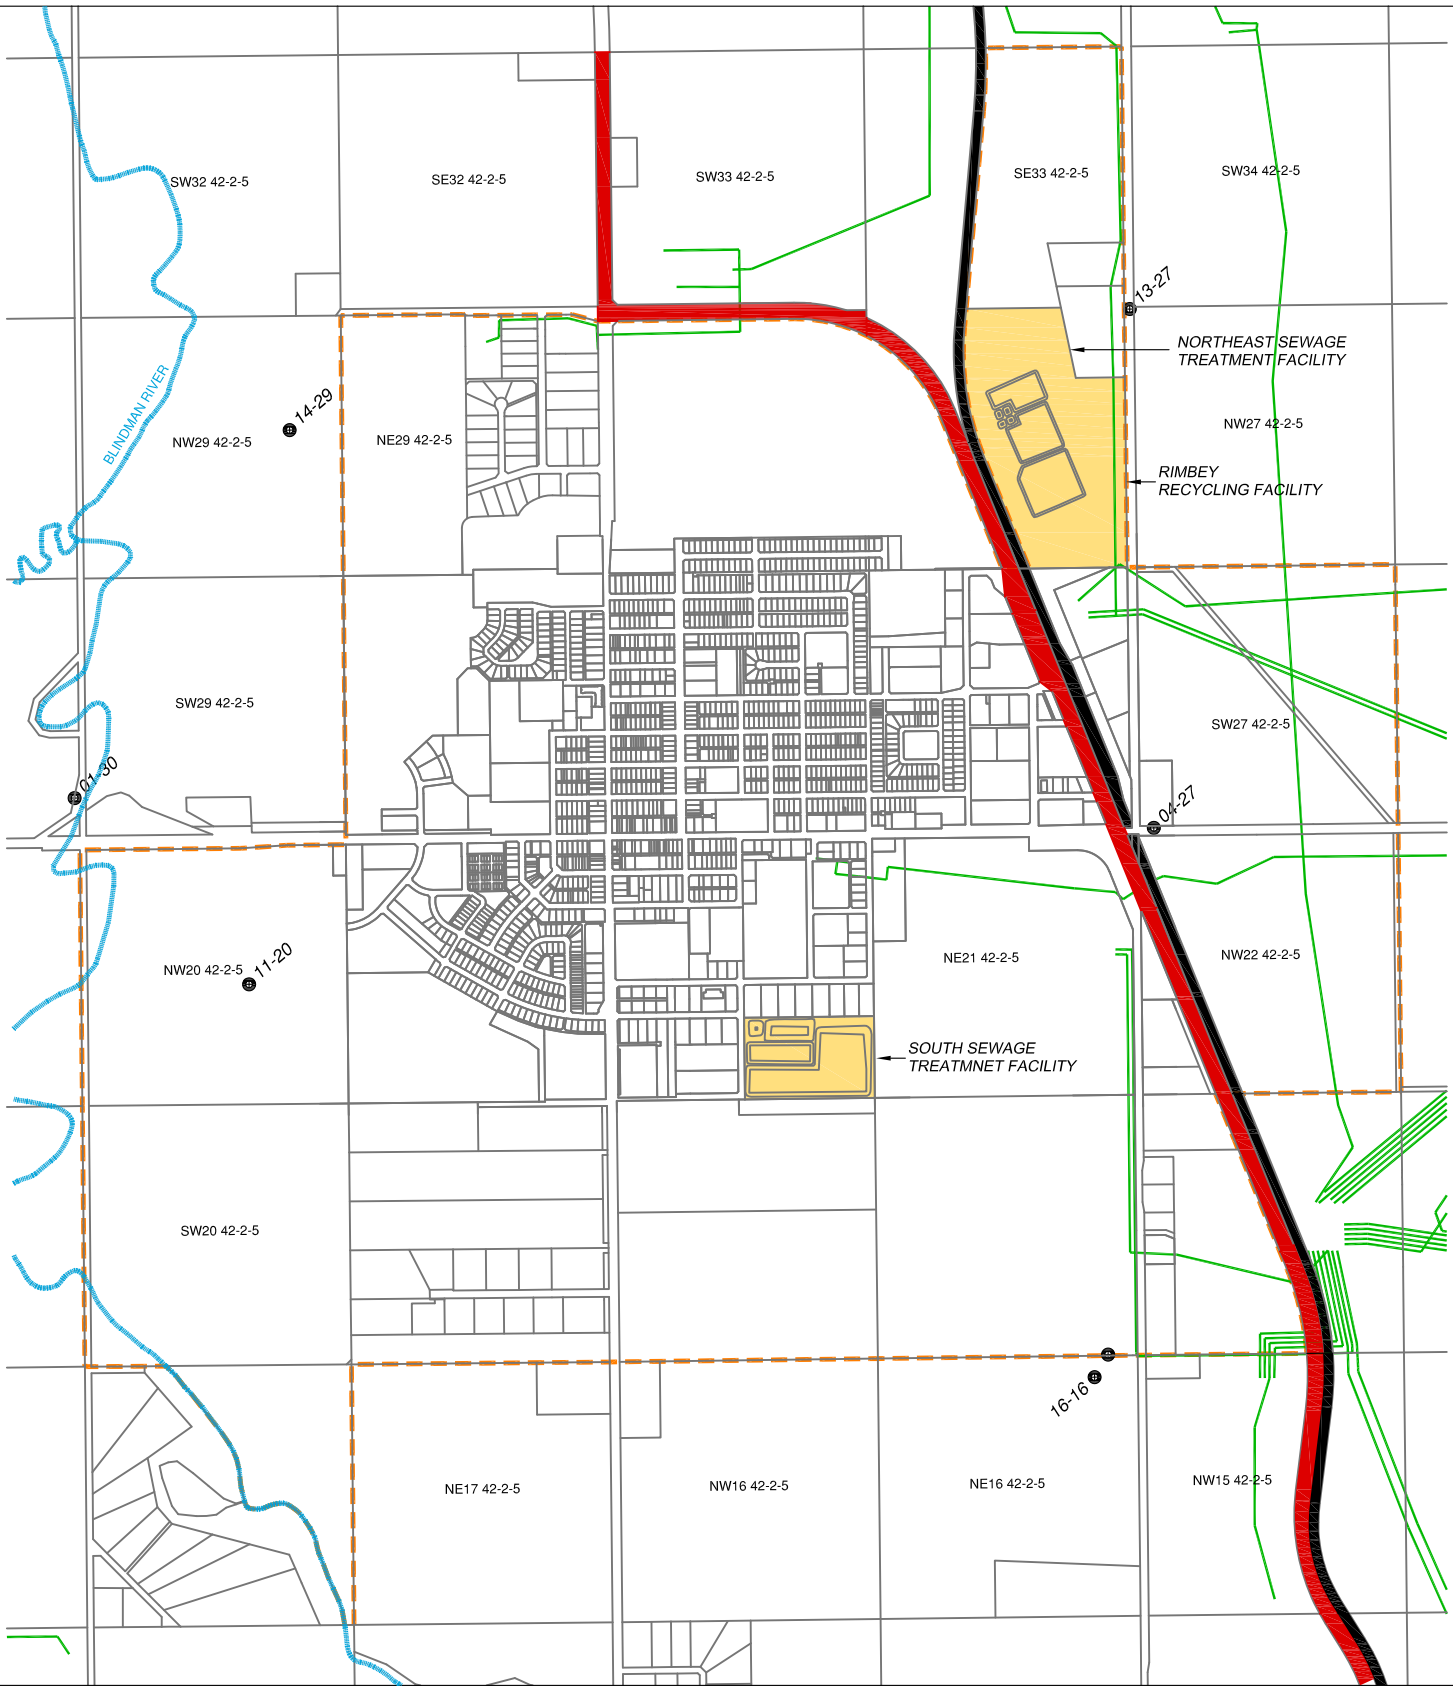 SW32 42-2-5
SE32 42-2-5
SW33 42-2-5
SE33 42-2-5
SW34 42-2-5
13-27
NORTHEAST SEWAGE
TREATMENT FACILITY
BLINDMAN RIVER
14-29
NW29 42-2-5
NE29 42-2-5
NW27 42-2-5
RIMBEY
RECYCLING FACILITY
SW29 42-2-5
SW27 42-2-5
01-30
04-27
NW20 42-2-5
11-20
NE21 42-2-5
NW22 42-2-5
SOUTH SEWAGE
TREATMNET FACILITY
SW20 42-2-5
16-16
NE17 42-2-5
NW16 42-2-5
NE16 42-2-5
NW15 42-2-5